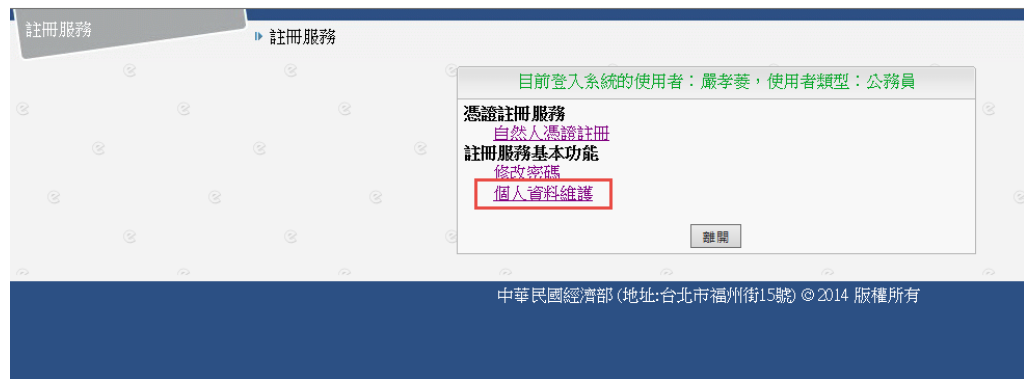 註冊服務
註冊服務
目前登入系統的使用者：嚴孝菱，使用者類型：公務員
憑證註冊服務
自然人憑證註冊
註冊服務基本功能
修改密碼
個人資料維護
離開
中華民國經濟部 (地址:台北市福州街15號) © 2014 版權所有